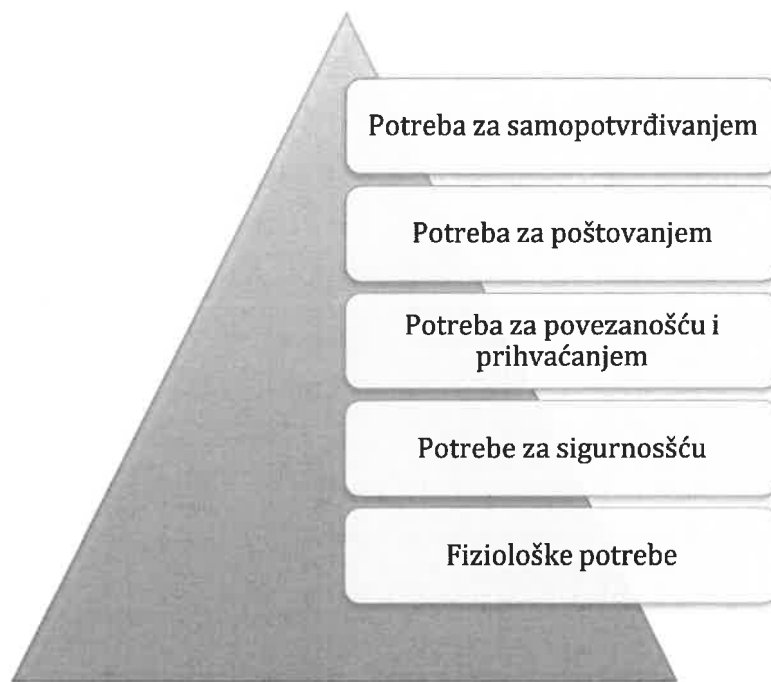 Potreba za samopotvrđivanjem
Potreba za poštovanjem
Potreba za povezanošću i
prihvaćanjem
Potrebe za sigurnosšću
Fiziološke potrebe